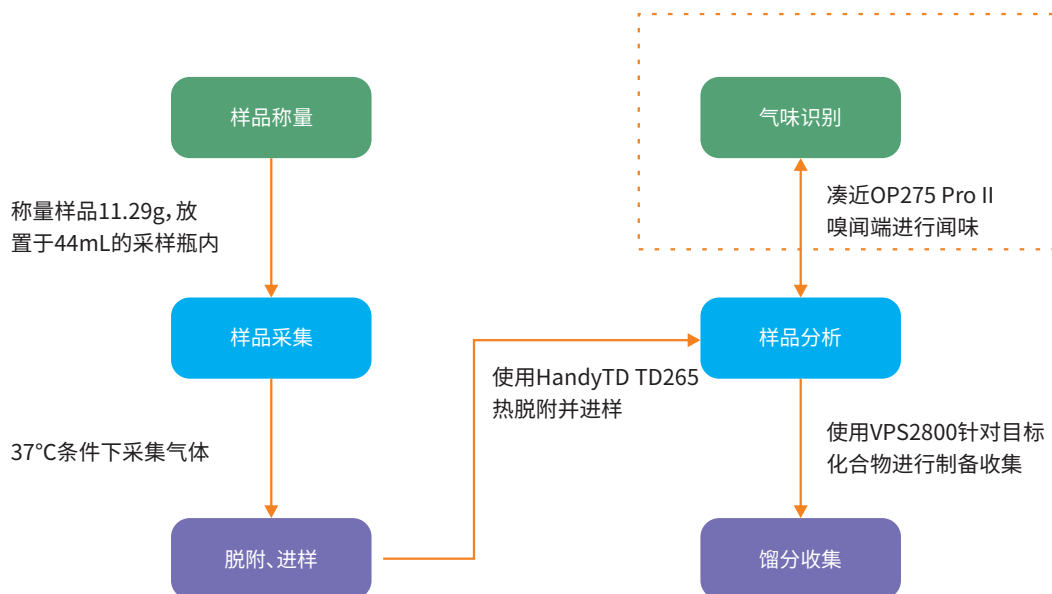 样品称量
称量样品11.29g，放
置于44mL的采样瓶内
样品采集
37℃条件下采集气体
脱附、进样
使用HandyTD TD265
热脱附并进样
气味识别
凑近OP275 Pro II
嗅闻端进行闻味
样品分析
使用VPS2800针对目标
化合物进行制备收集
馏分收集